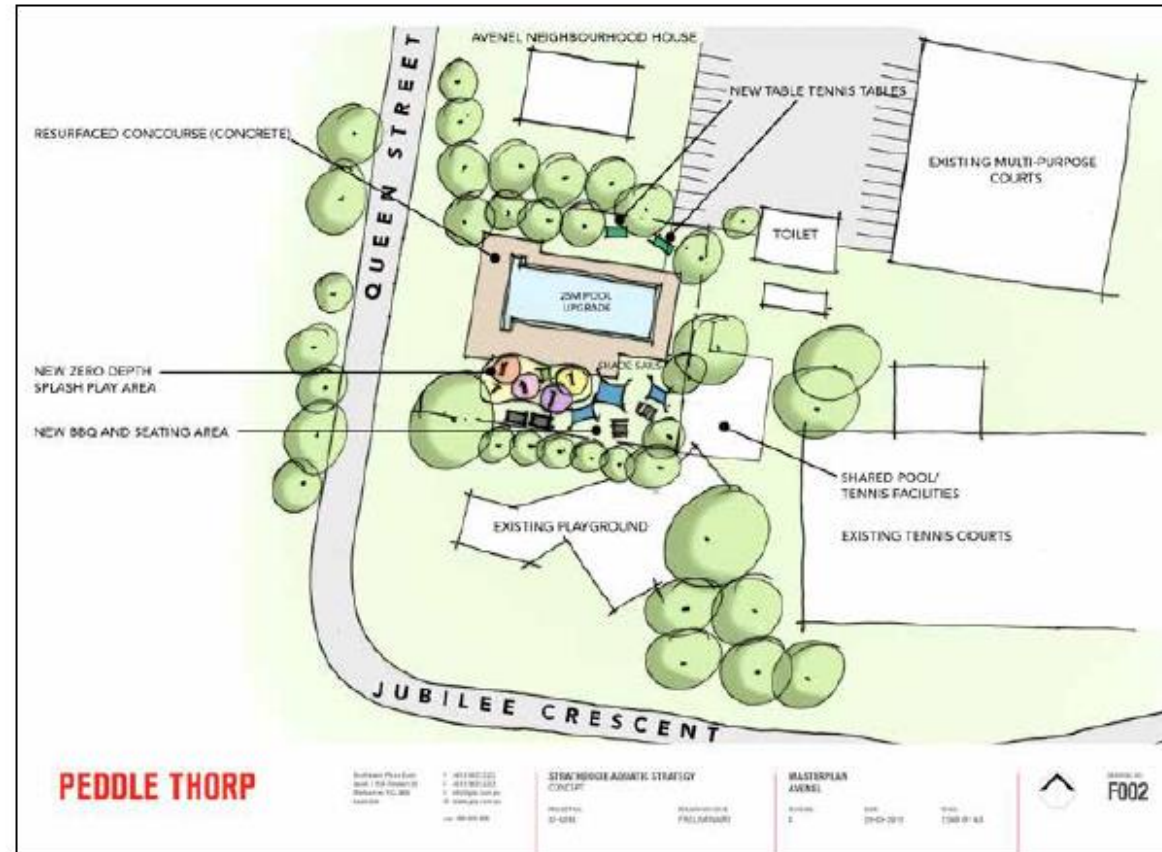 AVENEL NEIGHBOURHOOD HOUSE
QUEEN STREET
NEW TABLE TENNIS TABLES
RESURFACED CONCOURSE (CONCRETE)
EXISTING MULTI-PURPOSE
COURTS
TOILET
25M POOL
UPGRADE
SHADE SAILS
NEW ZERO DEPTH
SPLASH PLAY AREA
NEW BBQ AND SEATING AREA
SHARED POOL/
TENNIS FACILITIES
EXISTING PLAYGROUND
EXISTING TENNIS COURTS
JUBILEE CRESCENT
PEDDLE THORP
STRATHBOGIE AQUATIC STRATEGY
CONCEPT
PRELIMINARY
MASTERPLAN
AVENEL
F002